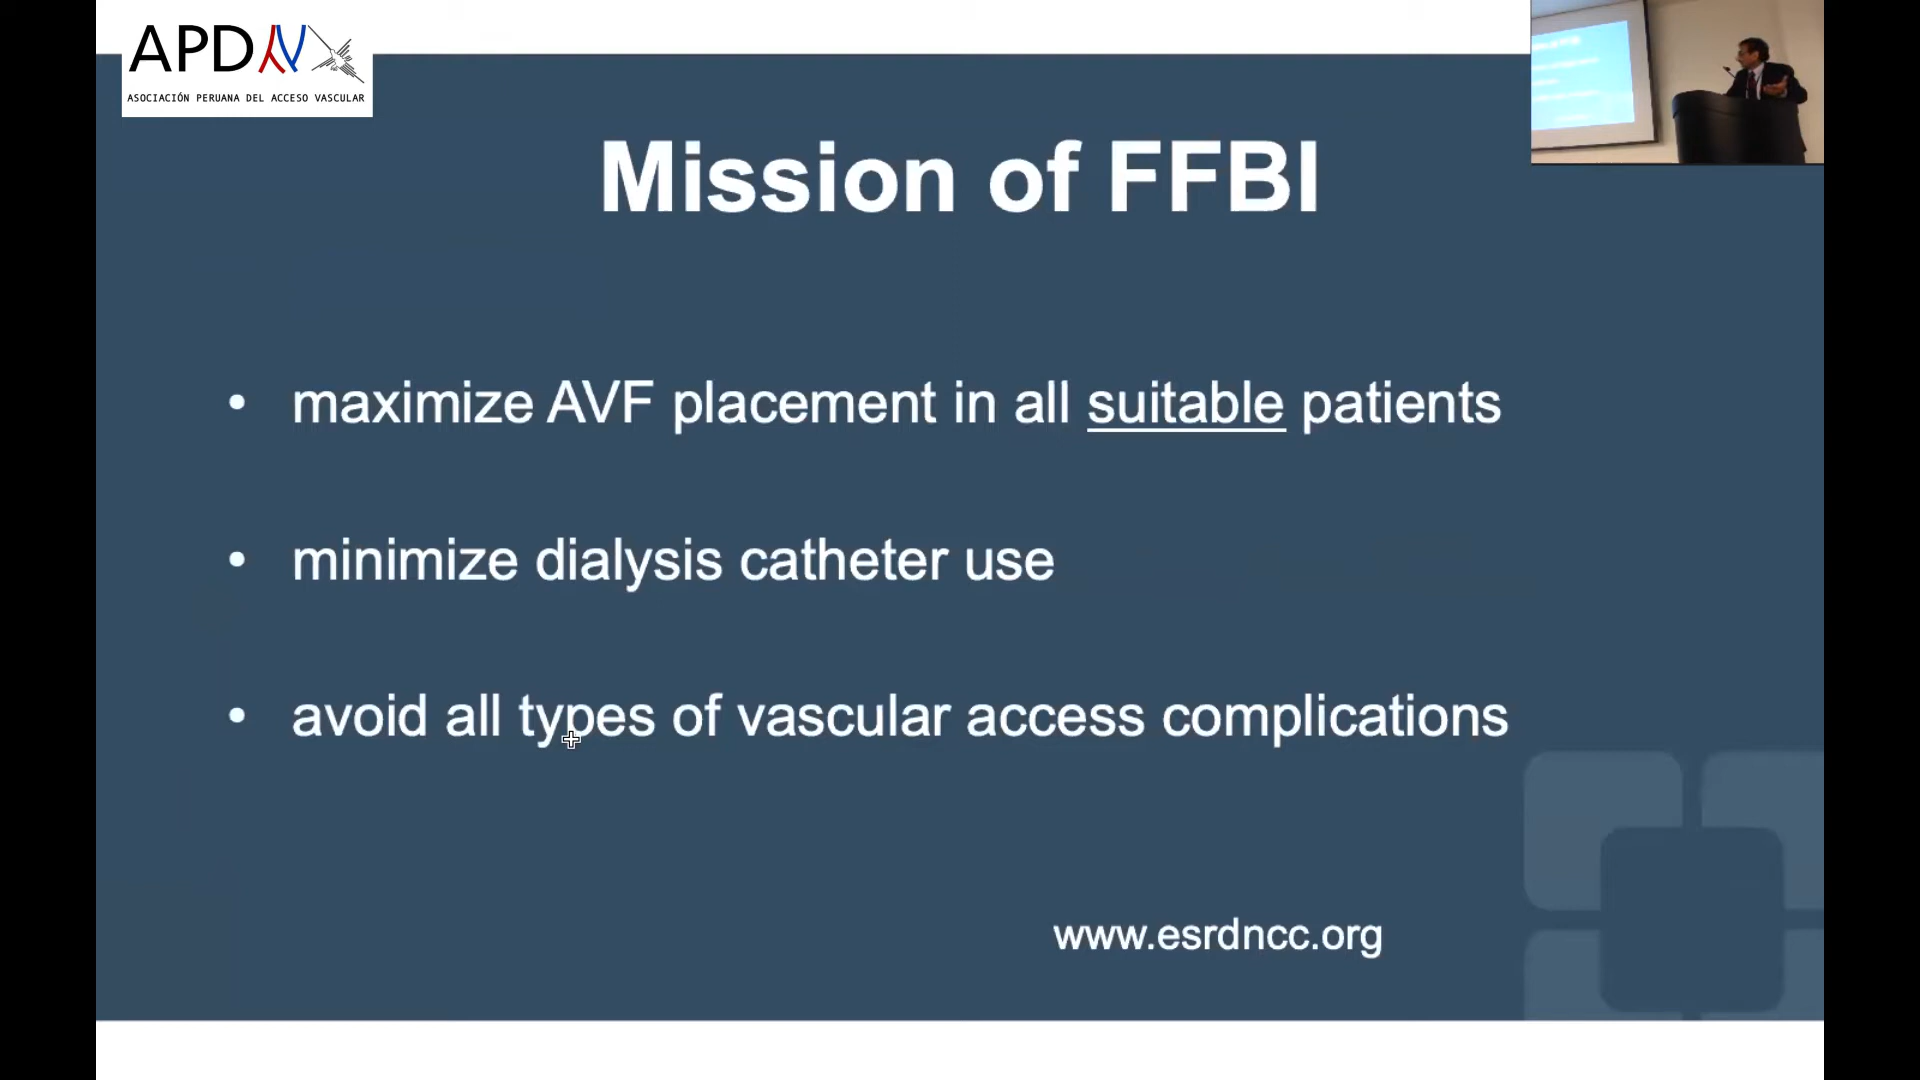 APDAV
ASOCIACIÓN PERUANA DEL ACCESO VASCULAR
Mission of FFBI
• maximize AVF placement in all suitable patients
• minimize dialysis catheter use
• avoid all types of vascular access complications
www.esrdncc.org